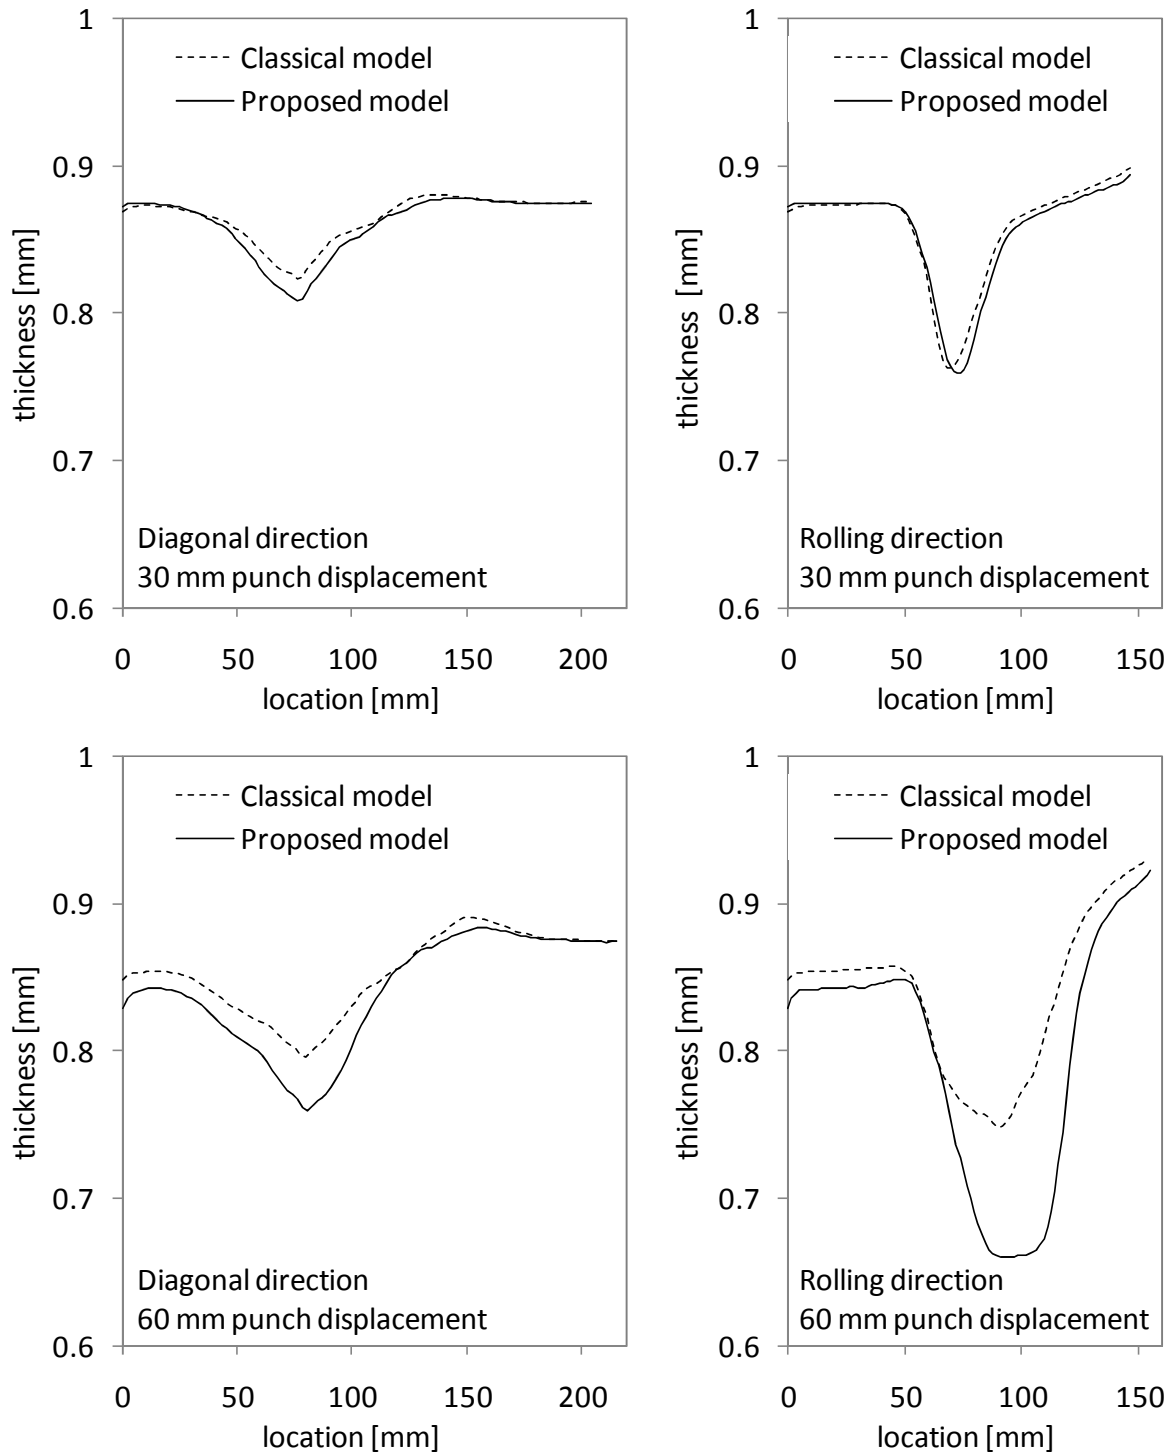 1
Classical model
Proposed model
0.9
0.8
0.7
0.6
thickness [mm]
Diagonal direction
30 mm punch displacement
0 50 100 150 200
location [mm]
1
Classical model
Proposed model
0.9
0.8
0.7
0.6
thickness [mm]
Rolling direction
30 mm punch displacement
0 50 100 150
location [mm]
1
Classical model
Proposed model
0.9
0.8
0.7
0.6
thickness [mm]
Diagonal direction
60 mm punch displacement
0 50 100 150 200
location [mm]
1
Classical model
Proposed model
0.9
0.8
0.7
0.6
thickness [mm]
Rolling direction
60 mm punch displacement
0 50 100 150
location [mm]